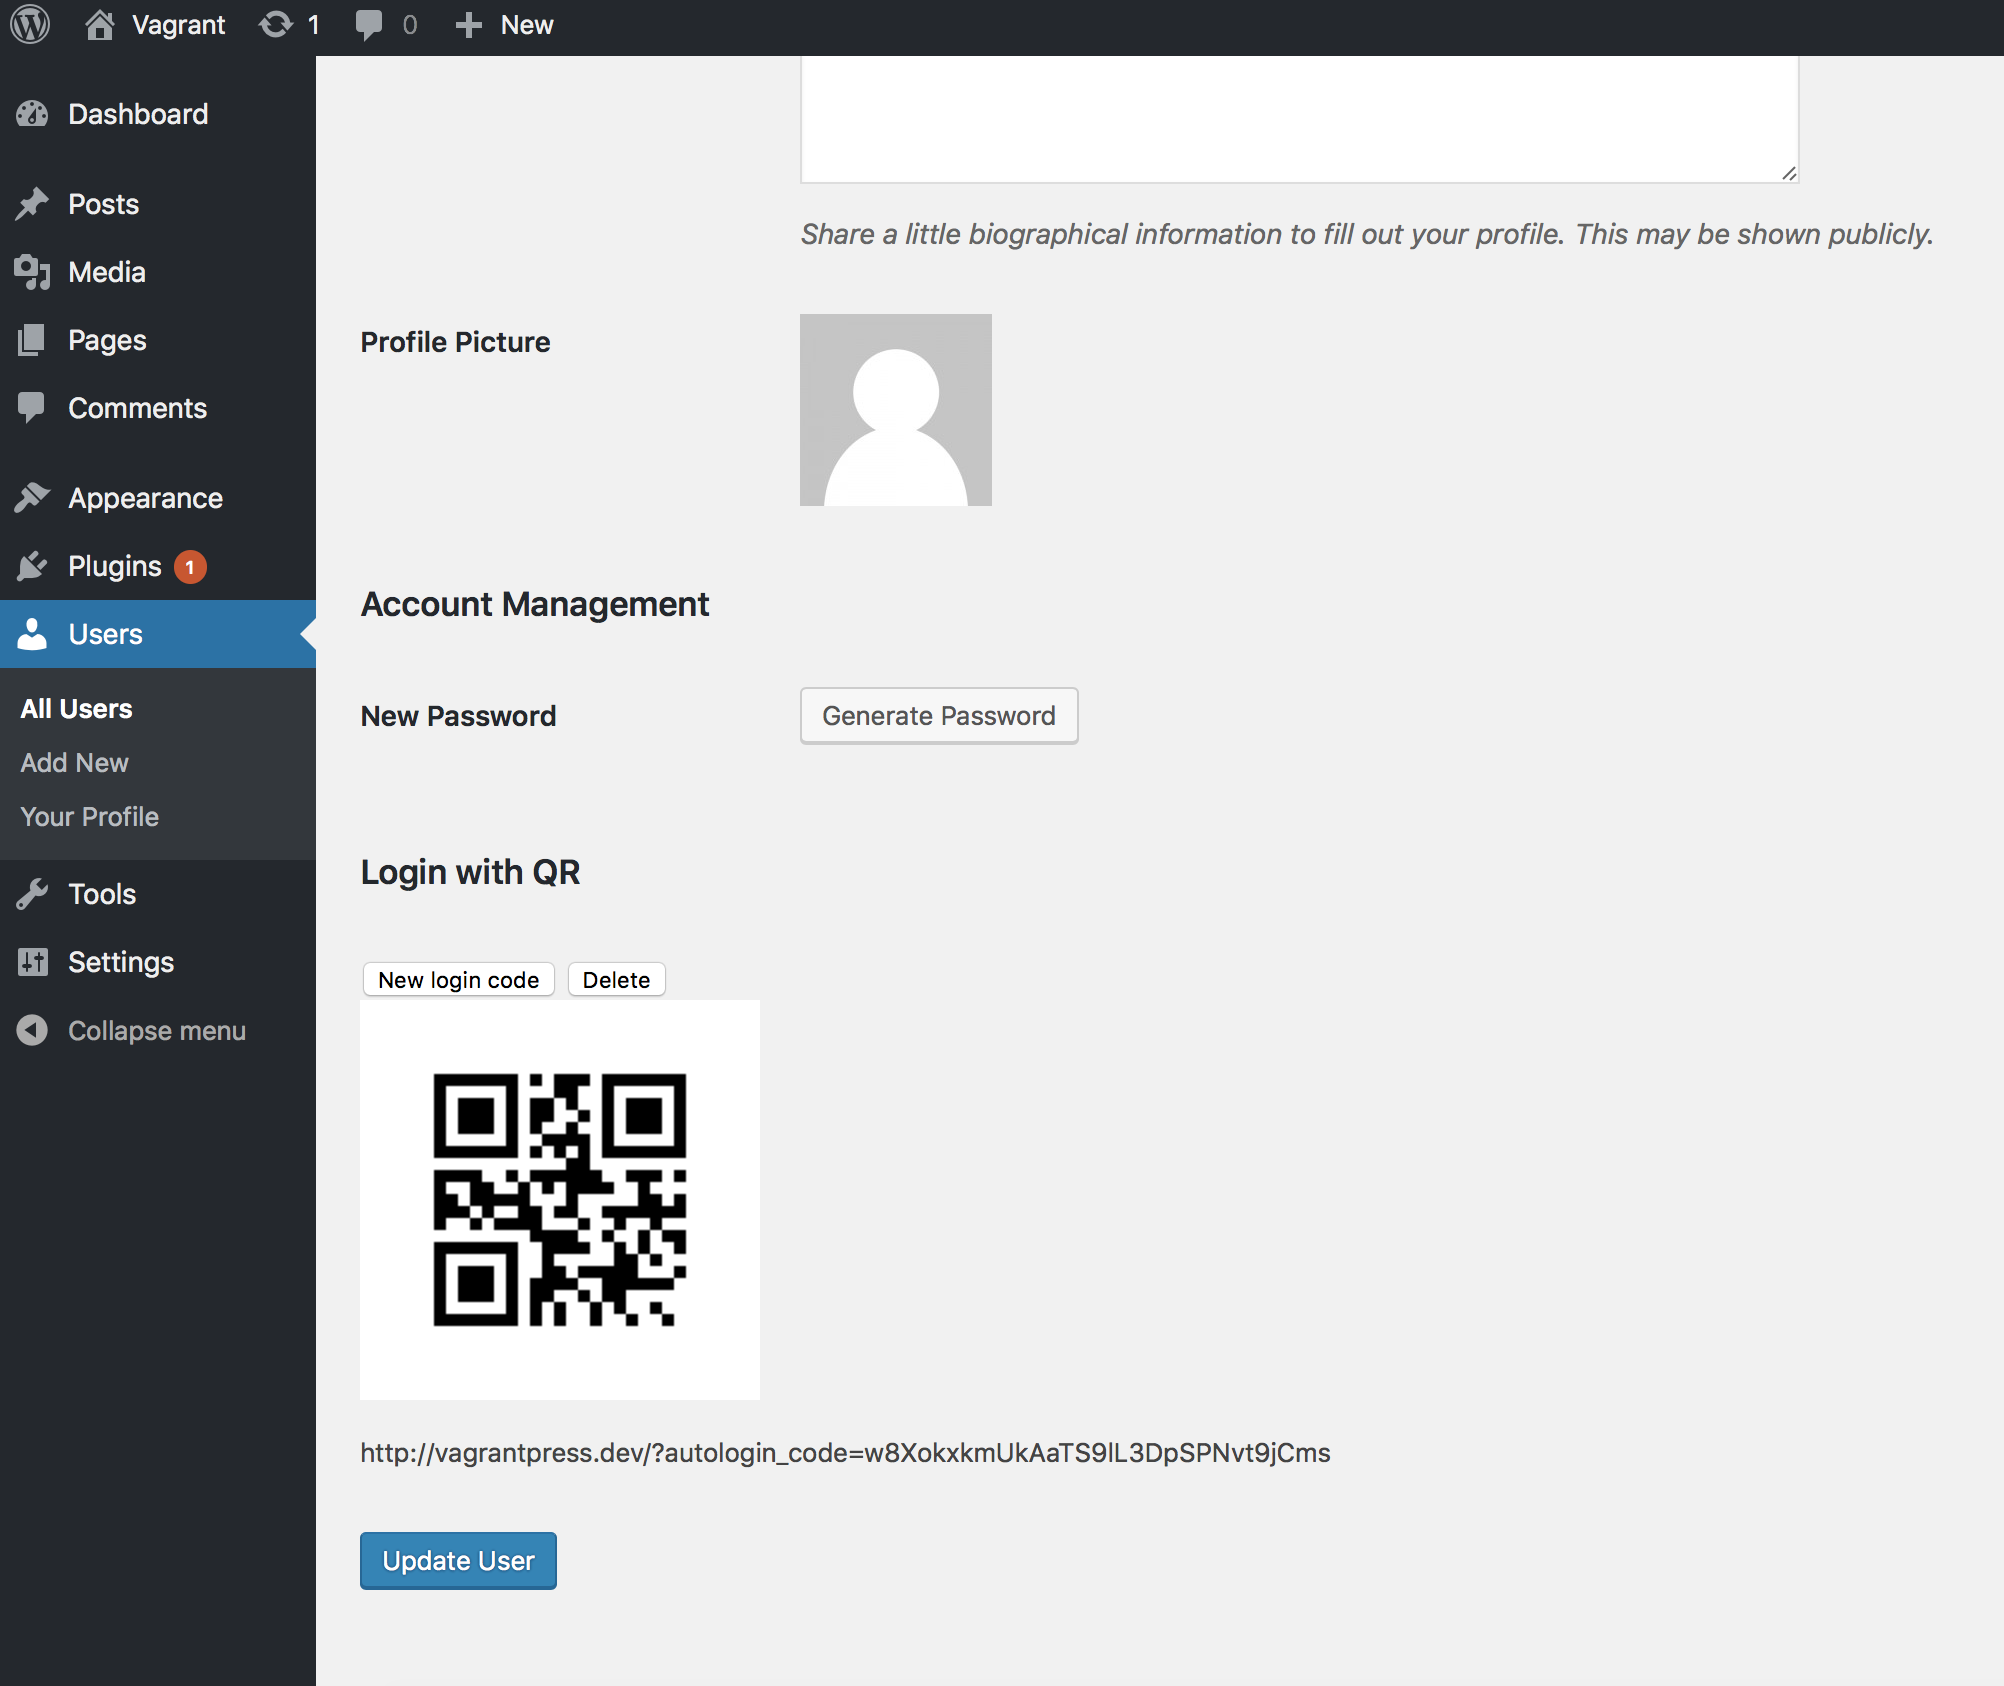 Vagrant 1 0 New
Dashboard
Posts
Media
Pages
Comments
Appearance
Plugins 1
Users
All Users
Add New
Your Profile
Tools
Settings
Collapse menu
Share a little biographical information to fill out your profile. This may be shown publicly.
Profile Picture
Account Management
New Password Generate Password
Login with QR
New login code Delete
http://vagrantpress.dev/?autologin_code=w8XokxkmUkAaTS9lL3DpSPNvt9jCms
Update User